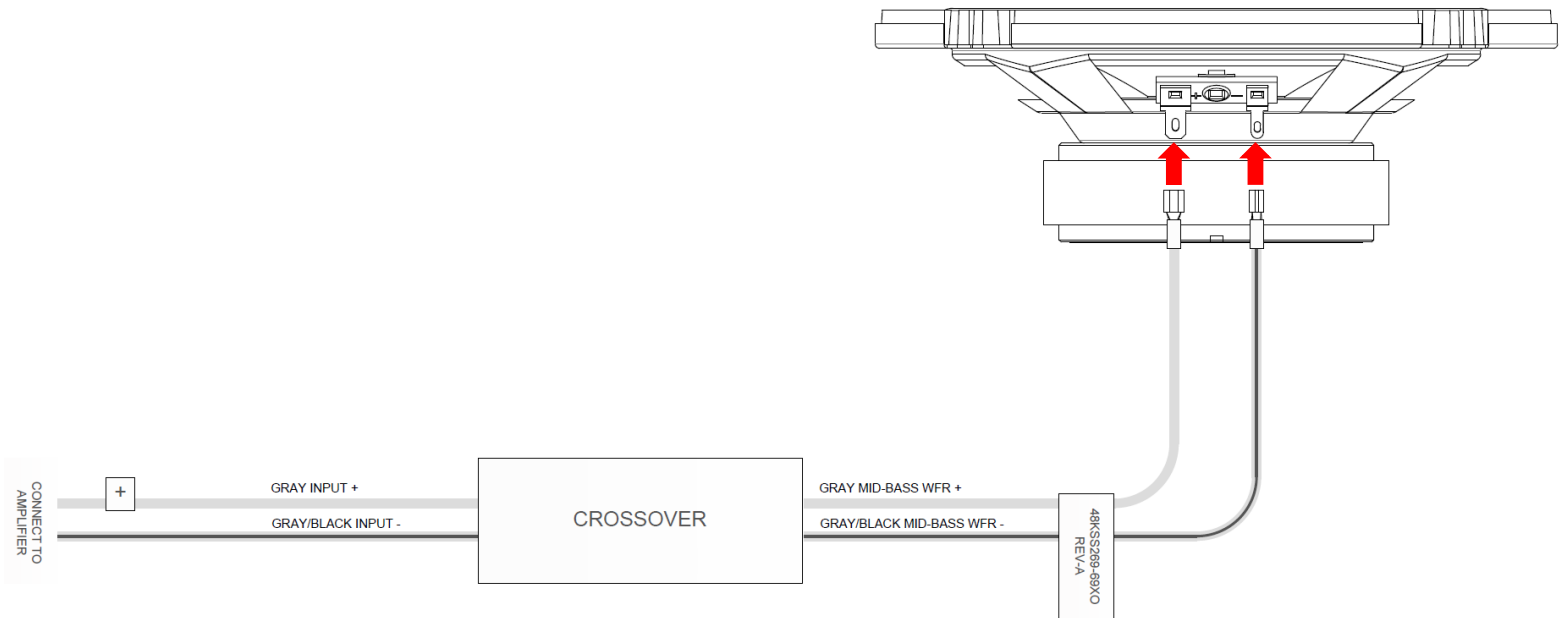 + −
CONNECT TO
AMPLIFIER
+
GRAY INPUT +
GRAY/BLACK INPUT -
CROSSOVER
GRAY MID-BASS WFR +
GRAY/BLACK MID-BASS WFR -
48KSS269-69XO
REV-A